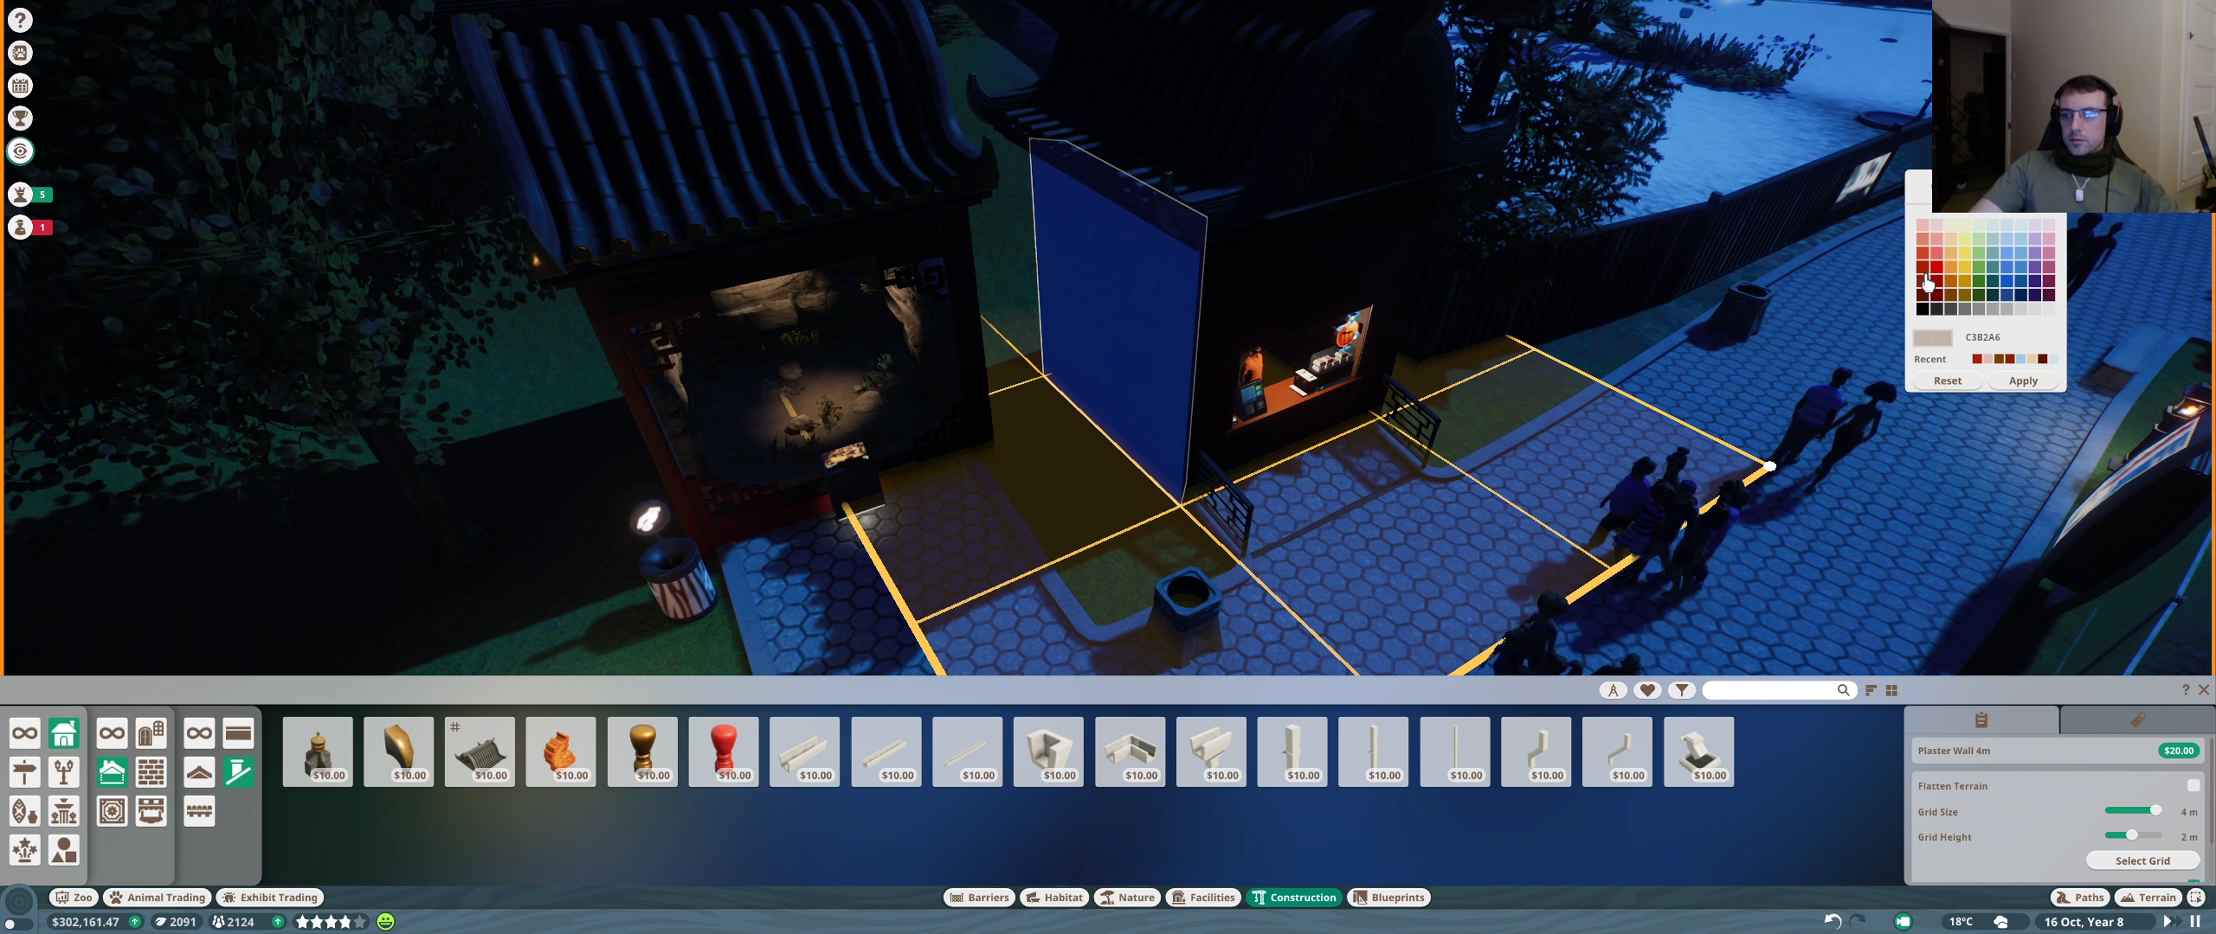 ?
5
1
C3B2A6
Recent
Reset
Apply
? X
#
$10.00 $10.00 $10.00 $10.00 $10.00 $10.00 $10.00 $10.00 $10.00 $10.00 $10.00 $10.00 $10.00 $10.00 $10.00 $10.00 $10.00 $10.00
Plaster Wall 4m $20.00
Flatten Terrain
Grid Size 4 m
Grid Height 2 m
Select Grid
Zoo Animal Trading Exhibit Trading Barriers Habitat Nature Facilities Construction Blueprints Paths Terrain
$302,161.47 2091 2124 18°C 16 Oct, Year 8